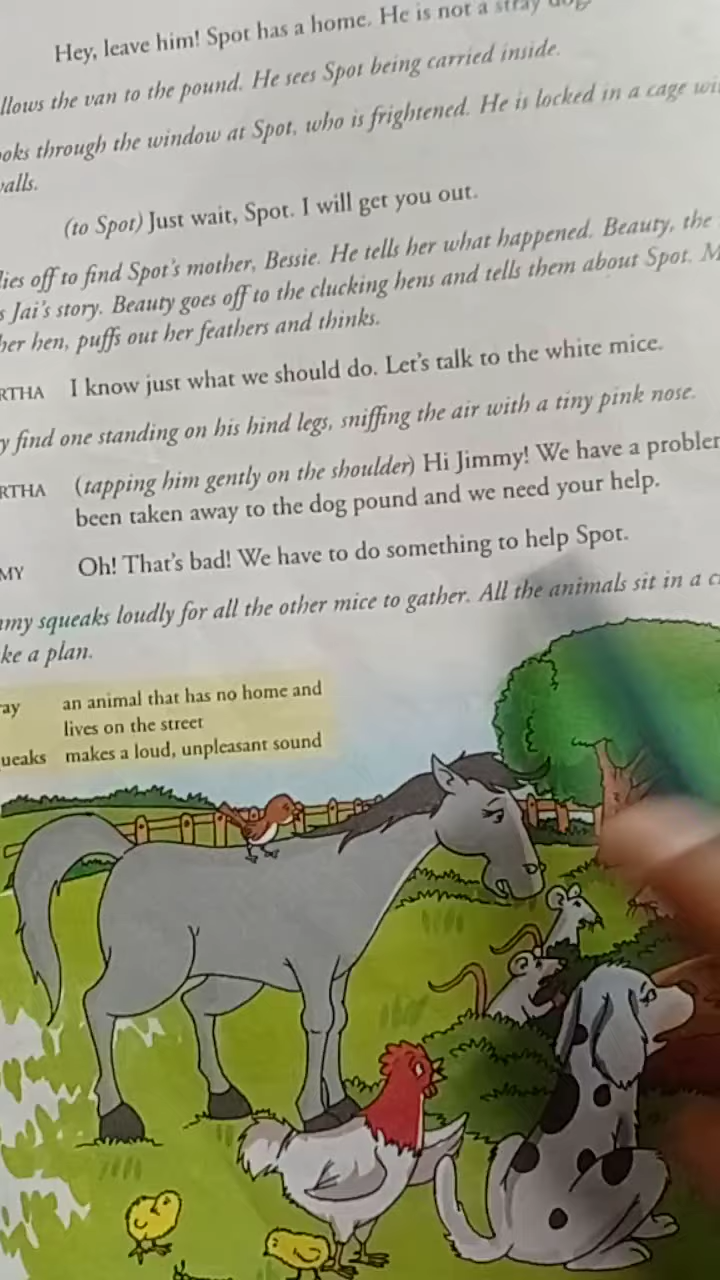 Hey, leave him! Spot has a home. He is not a stray dog
llows the van to the pound. He sees Spot being carried inside.
ooks through the window at Spot, who is frightened. He is locked in a cage wi
valls.
(to Spot) Just wait, Spot. I will get you out.
lies off to find Spot's mother, Bessie. He tells her what happened. Beauty, the
s Jai's story. Beauty goes off to the clucking hens and tells them about Spot. M
her hen, puffs out her feathers and thinks.
RTHA I know just what we should do. Let's talk to the white mice.
y find one standing on his hind legs, sniffing the air with a tiny pink nose.
RTHA (tapping him gently on the shoulder) Hi Jimmy! We have a problem
been taken away to the dog pound and we need your help.
MY Oh! That's bad! We have to do something to help Spot.
my squeaks loudly for all the other mice to gather. All the animals sit in a c
ke a plan.
ray an animal that has no home and
lives on the street
ueaks makes a loud, unpleasant sound